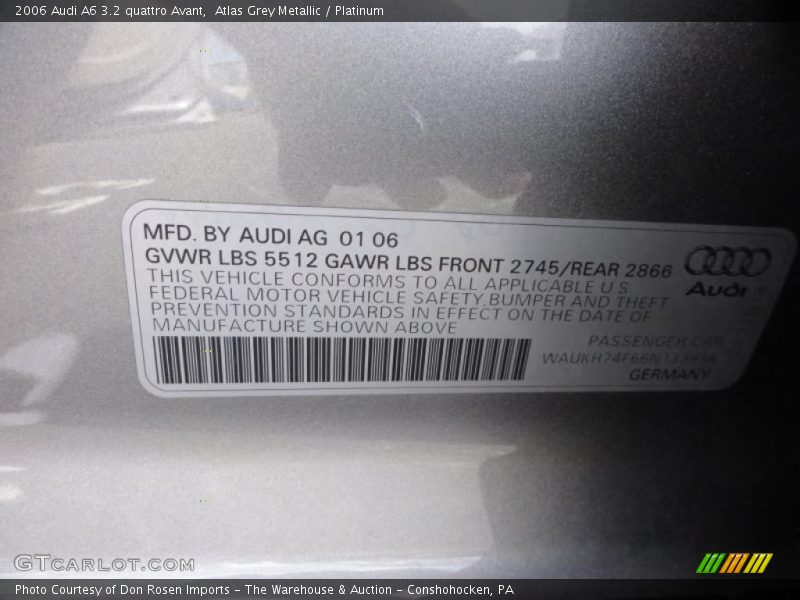 2006 Audi A6 3.2 quattro Avant,  Atlas Grey Metallic / Platinum
MFD. BY AUDI AG 01 06
GVWR LBS 5512 GAWR LBS FRONT 2745/REAR 2866
THIS VEHICLE CONFORMS TO ALL APPLICABLE U S
FEDERAL MOTOR VEHICLE SAFETY,BUMPER AND THEFT
PREVENTION STANDARDS IN EFFECT ON THE DATE OF
MANUFACTURE SHOWN ABOVE
Audi
PASSENGER CAR
WAUKH74F66N139938
GERMANY
GTcarlot.com
Photo Courtesy of Don Rosen Imports – The Warehouse & Auction – Conshohocken, PA